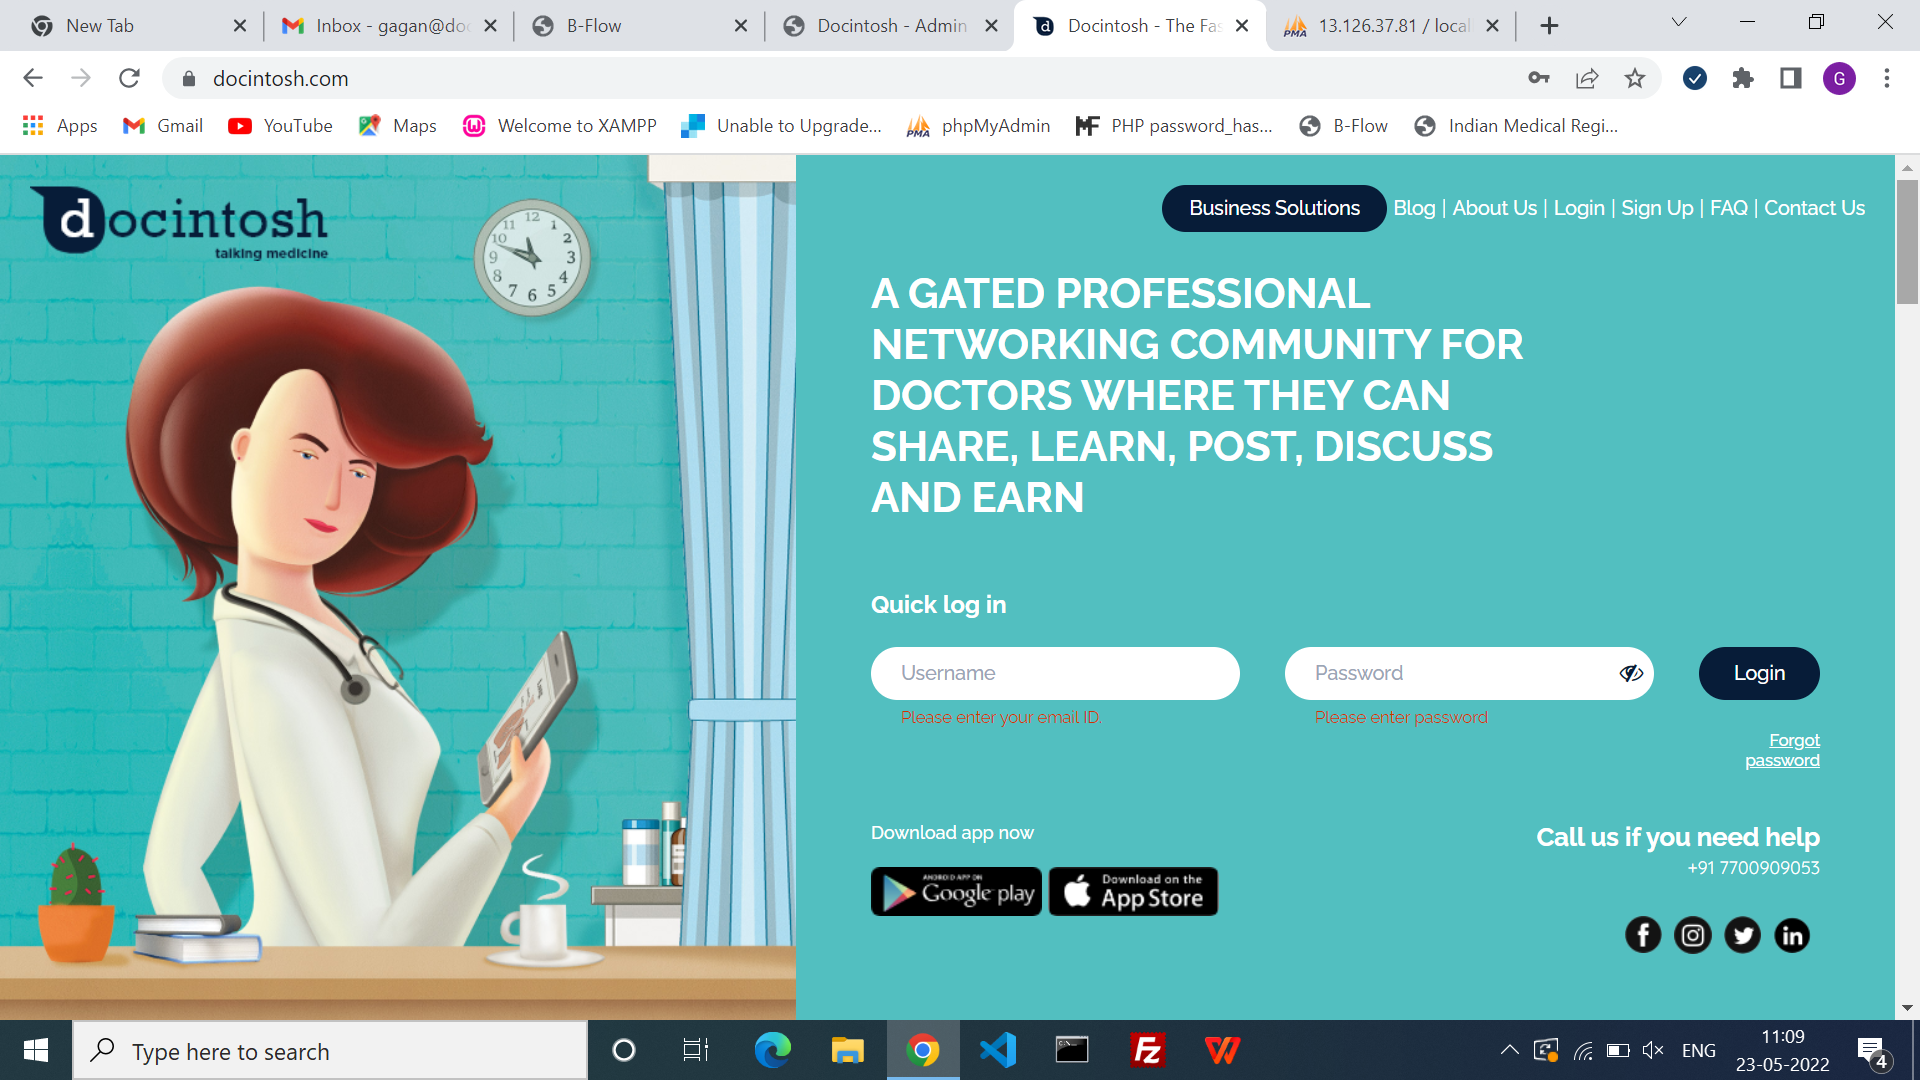 New Tab
Inbox - gagan@doc
B-Flow
Docintosh - Admin
Docintosh - The Fas
13.126.37.81 / local
docintosh.com
G
Apps
Gmail
YouTube
Maps
Welcome to XAMPP
Unable to Upgrade...
phpMyAdmin
PHP password_has...
B-Flow
Indian Medical Regi...
docintosh
talking medicine
12
1
2
3
4
5
6
7
8
9
10
11
Business Solutions Blog | About Us | Login | Sign Up | FAQ | Contact Us
A GATED PROFESSIONAL
NETWORKING COMMUNITY FOR
DOCTORS WHERE THEY CAN
SHARE, LEARN, POST, DISCUSS
AND EARN
Quick log in
Username
Password
Login
Please enter your email ID.
Please enter password
Forgot
password
Download app now
ANDROID APP ON
Google play
Download on the
App Store
Call us if you need help
+91 7700909053
Type here to search
ENG
11:09
23-05-2022
4